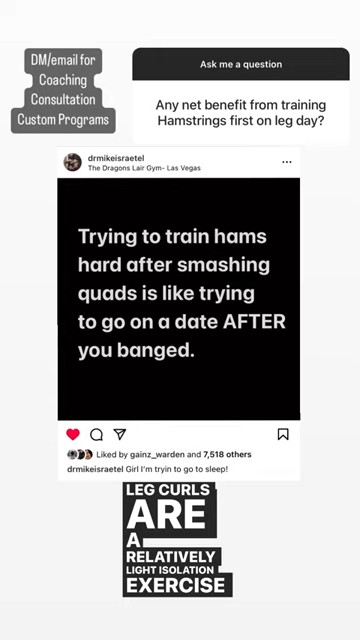 DM/email for
Coaching
Consultation
Custom Programs
Ask me a question
Any net benefit from training
Hamstrings first on leg day?
drmikeisraetel
The Dragons Lair Gym- Las Vegas
Trying to train hams
hard after smashing
quads is like trying
to go on a date AFTER
you banged.
Liked by gainz_warden and 7,518 others
drmikeisraetel Girl I'm tryin to go to sleep!
LEG CURLS
ARE
A
RELATIVELY
LIGHT ISOLATION
EXERCISE